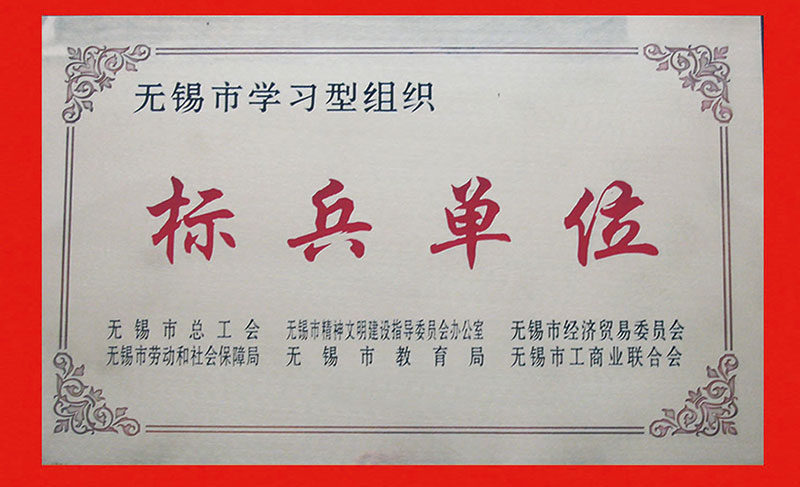 无锡市学习型组织
标兵单位
无锡市总工会 无锡市精神文明建设指导委员会办公室 无锡市经济贸易委员会
无锡市劳动和社会保障局 无锡市教育局 无锡市工商业联合会